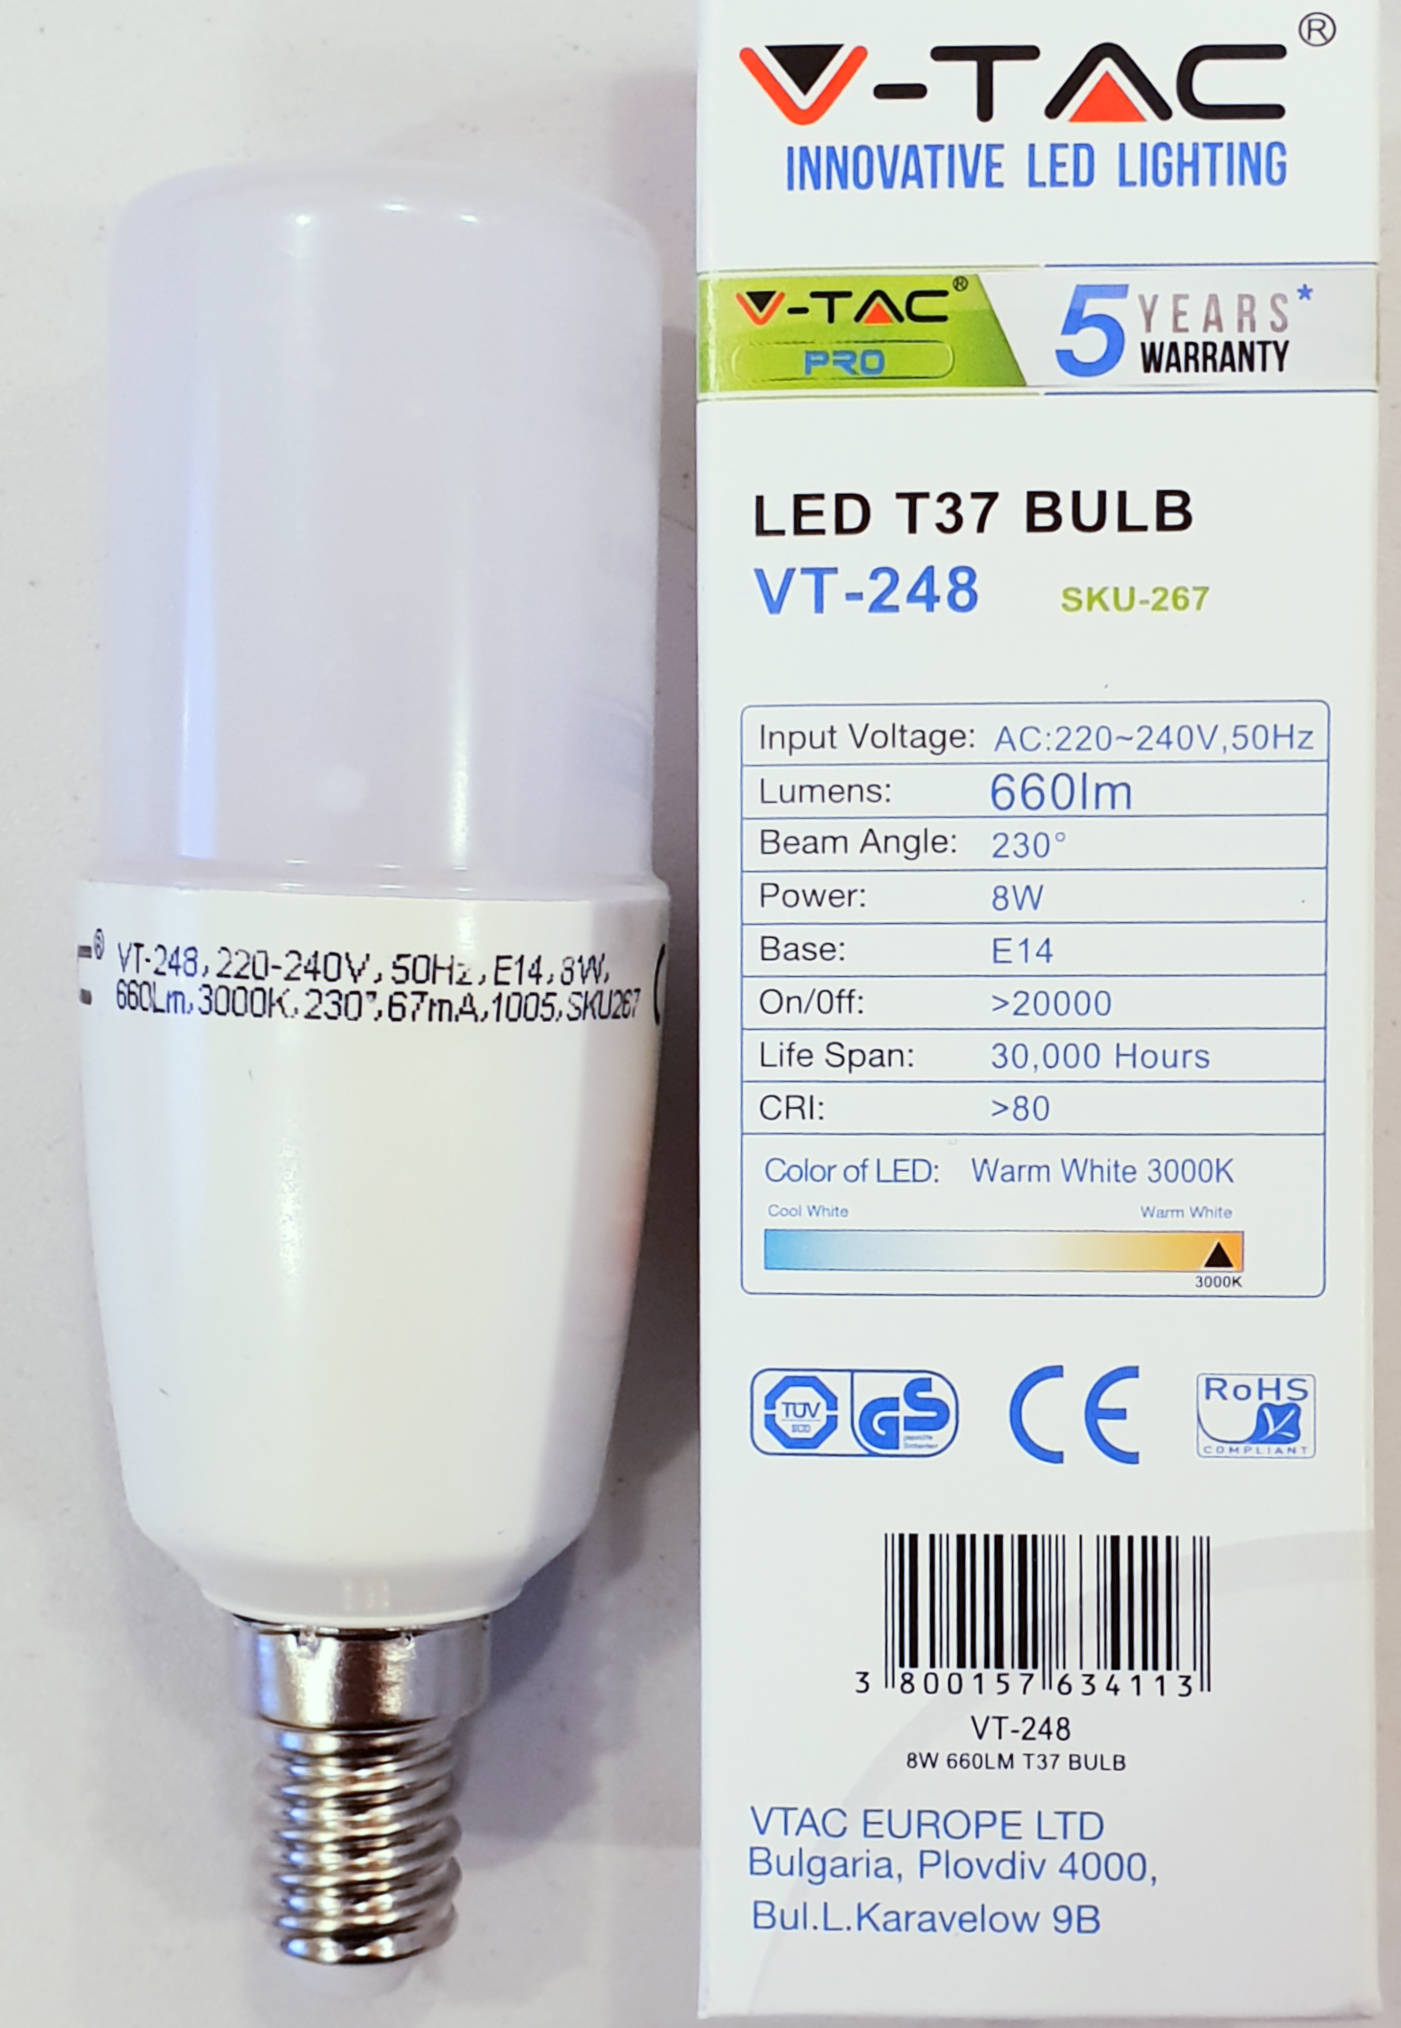 VT-248, 220-240V, 50Hz, E14, 8W,
660Lm, 3000K, 230°, 67mA, 1005, SKU267
V-TAC®
INNOVATIVE LED LIGHTING
V-TAC®
PRO
5 YEARS*
WARRANTY
LED T37 BULB
VT-248 SKU-267
Input Voltage: AC:220~240V,50Hz
Lumens: 660lm
Beam Angle: 230°
Power: 8W
Base: E14
On/Off: >20000
Life Span: 30,000 Hours
CRI: >80
Color of LED: Warm White 3000K
Cool White Warm White
3000K
TÜV
GS
CE
RoHS
COMPLIANT
3 800157 634113
VT-248
8W 660LM T37 BULB
VTAC EUROPE LTD
Bulgaria, Plovdiv 4000,
Bul.L.Karavelow 9B